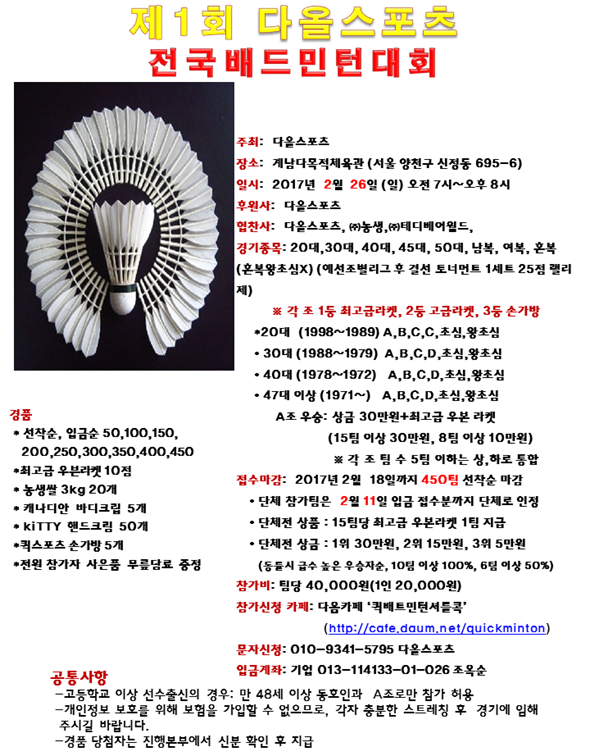 제1회 다올스포츠
전국배드민턴대회
주최: 다올스포츠
장소: 계남다목적체육관 (서울 양천구 신정동 695-6)
일시: 2017년 2월 26일 (일) 오전 7시~오후 8시
후원사: 다올스포츠
협찬사: 다올스포츠, ㈜농생,㈜테디베어월드,
경기종목: 20대,30대, 40대, 45대, 50대, 남복, 여복, 혼복
(혼복왕초심X) (예선조별리그 후 결선 토너먼트 1세트 25점 랠리
제)
※ 각 조 1등 최고급라켓, 2등 고급라켓, 3등 손가방
*20대 (1998~1989) A,B,C,C,초심,왕초심
* 30대 (1988~1979) A,B,C,D,초심,왕초심
* 40대 (1978~1972) A,B,C,D,초심,왕초심
* 47대 이상 (1971~) A,B,C,D,초심,왕초심
A조 우승: 상금 30만원+최고급 우븐 라켓
(15팀 이상 30만원, 8팀 이상 10만원)
※ 각 조 팀 수 5팀 이하는 상,하로 통합
접수마감: 2017년 2월 18일까지 450팀 선착순 마감
* 단체 참가팀은 2월 11일 입금 접수분까지 단체로 인정
* 단체전 상품 : 15팀당 최고급 우븐라켓 1팀 지급
* 단체전 상금 : 1위 30만원, 2위 15만원, 3위 5만원
(동률시 급수 높은 우승자순, 10팀 이상 100%, 6팀 이상 50%)
참가비: 팀당 40,000원(1인 20,000원)
참가신청 카페: 다음카페 ‘퀵배트민턴셔틀콕’
(http://cafe.daum.net/quickminton)
문자신청: 010-9341-5795 다올스포츠
입금계좌: 기업 013-114133-01-026 조옥순
경품
* 선착순, 입금순 50,100,150,
200,250,300,350,400,450
*최고급 우븐라켓 10점
* 농생쌀 3kg 20개
* 캐나디안 바디크림 5개
* kiTTY 핸드크림 50개
*퀵스포츠 손가방 5개
*전원 참가자 사은품 무릎담료 증정
공통사항
-고등학교 이상 선수출신의 경우: 만 48세 이상 동호인과 A조로만 참가 허용
-개인정보 보호를 위해 보험을 가입할 수 없으므로, 각자 충분한 스트레칭 후 경기에 임해
주시길 바랍니다.
-경품 당첨자는 진행본부에서 신분 확인 후 지급